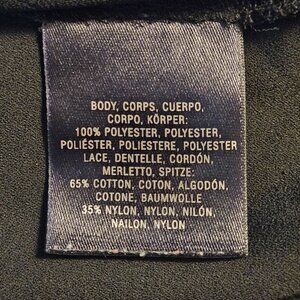 BODY, CORPS, CUERPO,
CORPO, KÖRPER:
100% POLYESTER, POLYESTER,
POLIÉSTER, POLIESTERE, POLYESTER
LACE, DENTELLE, CORDÓN,
MERLETTO, SPITZE:
65% COTTON, COTON, ALGODÓN,
COTONE, BAUMWOLLE
35% NYLON, NYLON, NILÓN,
NAILON, NYLON